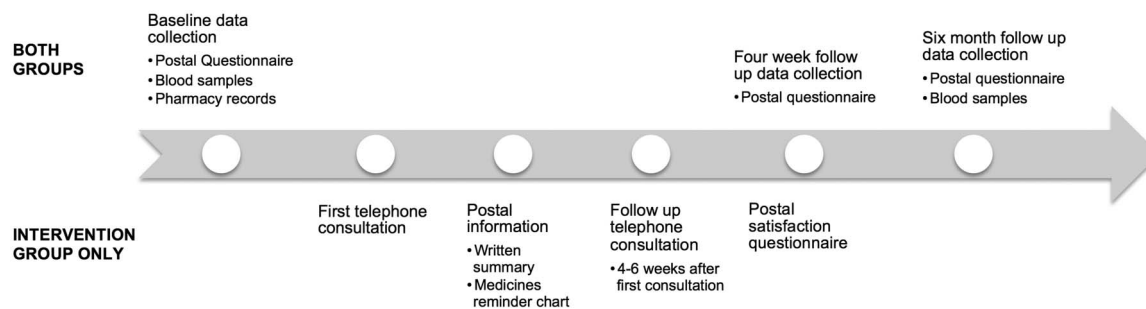 BOTH
GROUPS
Baseline data
collection
•Postal Questionnaire
•Blood samples
•Pharmacy records
Four week follow
up data collection
•Postal questionnaire
Six month follow up
data collection
•Postal questionnaire
•Blood samples
INTERVENTION
GROUP ONLY
First telephone
consultation
Postal
information
•Written
summary
•Medicines
reminder chart
Follow up
telephone
consultation
•4-6 weeks after
first consultation
Postal
satisfaction
questionnaire